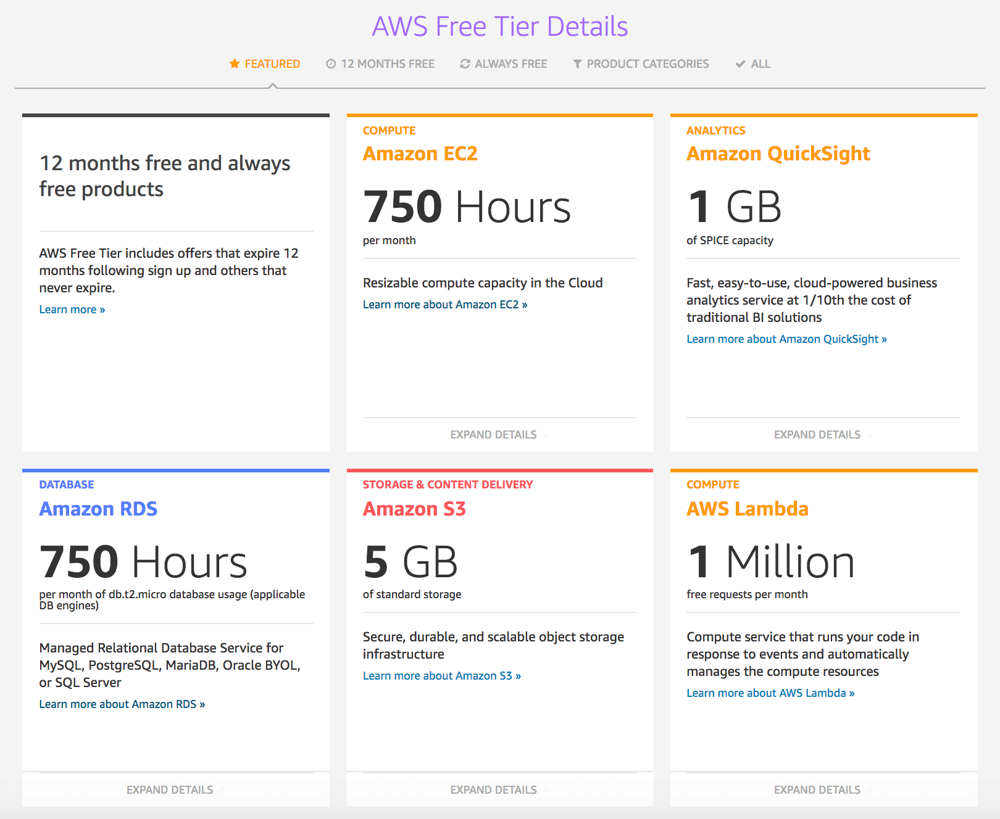 AWS Free Tier Details
FEATURED
12 MONTHS FREE
ALWAYS FREE
PRODUCT CATEGORIES
ALL
12 months free and always
free products
AWS Free Tier includes offers that expire 12
months following sign up and others that
never expire.
Learn more »
COMPUTE
Amazon EC2
750 Hours
per month
Resizable compute capacity in the Cloud
Learn more about Amazon EC2 »
EXPAND DETAILS
ANALYTICS
Amazon QuickSight
1 GB
of SPICE capacity
Fast, easy-to-use, cloud-powered business
analytics service at 1/10th the cost of
traditional BI solutions
Learn more about Amazon QuickSight »
EXPAND DETAILS
DATABASE
Amazon RDS
750 Hours
per month of db.t2.micro database usage (applicable
DB engines)
Managed Relational Database Service for
MySQL, PostgreSQL, MariaDB, Oracle BYOL,
or SQL Server
Learn more about Amazon RDS »
EXPAND DETAILS
STORAGE & CONTENT DELIVERY
Amazon S3
5 GB
of standard storage
Secure, durable, and scalable object storage
infrastructure
Learn more about Amazon S3 »
EXPAND DETAILS
COMPUTE
AWS Lambda
1 Million
free requests per month
Compute service that runs your code in
response to events and automatically
manages the compute resources
Learn more about AWS Lambda »
EXPAND DETAILS